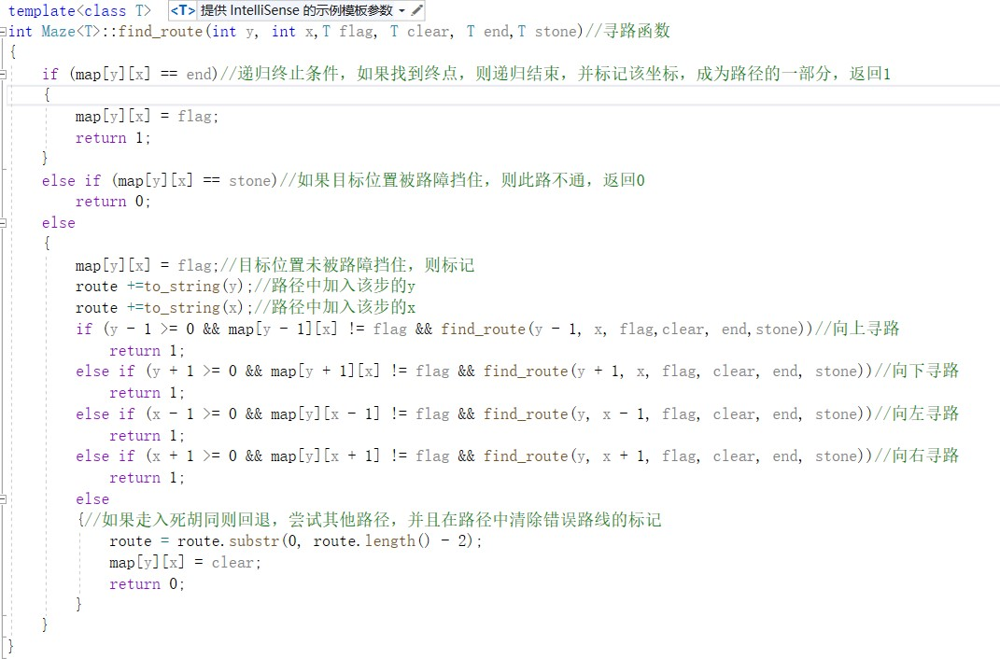 template<class T> <T> 提供 IntelliSense 的示例模板参数
int Maze<T>::find_route(int y, int x,T flag, T clear, T end,T stone)//寻路函数
{
    if (map[y][x] == end)//递归终止条件，如果找到终点，则递归结束，并标记该坐标，成为路径的一部分，返回1
    {
        map[y][x] = flag;
        return 1;
    }
    else if (map[y][x] == stone)//如果目标位置被路障挡住，则此路不通，返回0
        return 0;
    else
    {
        map[y][x] = flag;//目标位置未被路障挡住，则标记
        route +=to_string(y);//路径中加入该步的y
        route +=to_string(x);//路径中加入该步的x
        if (y - 1 >= 0 && map[y - 1][x] != flag && find_route(y - 1, x, flag,clear, end,stone))//向上寻路
            return 1;
        else if (y + 1 >= 0 && map[y + 1][x] != flag && find_route(y + 1, x, flag, clear, end, stone))//向下寻路
            return 1;
        else if (x - 1 >= 0 && map[y][x - 1] != flag && find_route(y, x - 1, flag, clear, end, stone))//向左寻路
            return 1;
        else if (x + 1 >= 0 && map[y][x + 1] != flag && find_route(y, x + 1, flag, clear, end, stone))//向右寻路
            return 1;
        else
        {//如果走入死胡同则回退，尝试其他路径，并且在路径中清除错误路线的标记
            route = route.substr(0, route.length() - 2);
            map[y][x] = clear;
            return 0;
        }
    }
}